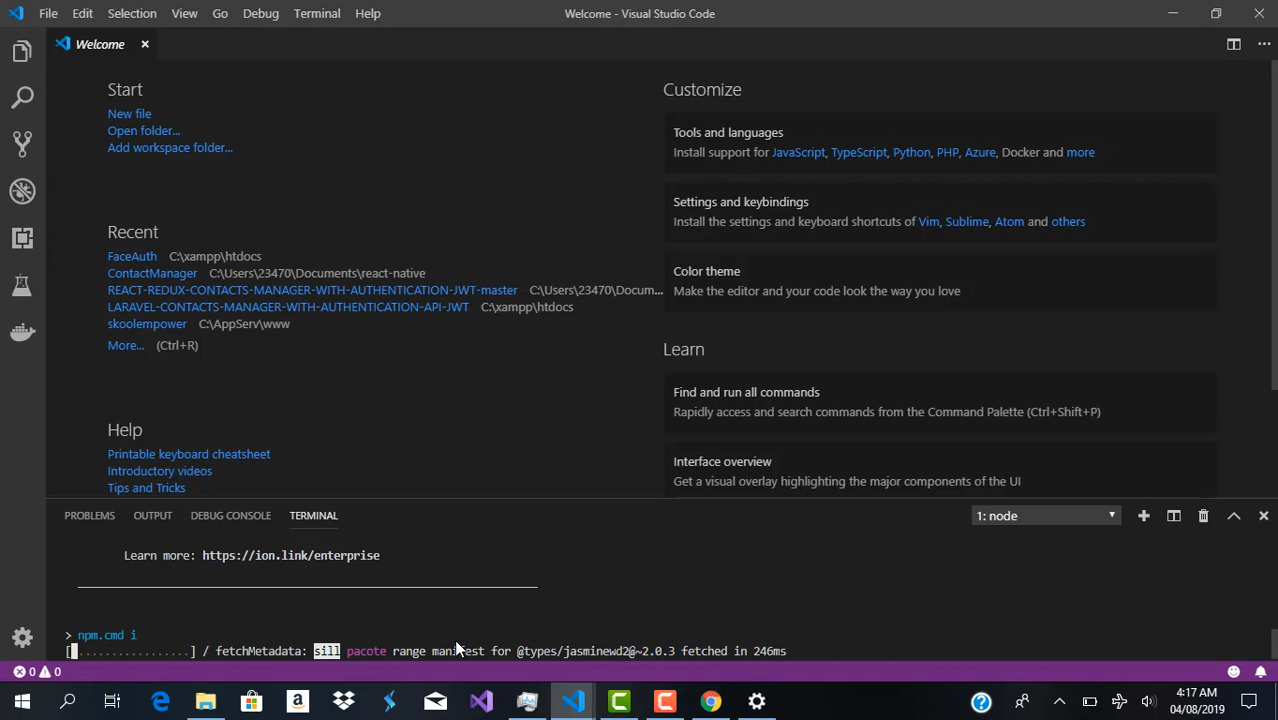 File Edit Selection View Go Debug Terminal Help Welcome - Visual Studio Code
Welcome
Start
New file
Open folder...
Add workspace folder...
Recent
FaceAuth C:\xampp\htdocs
ContactManager C:\Users\23470\Documents\react-native
REACT-REDUX-CONTACTS-MANAGER-WITH-AUTHENTICATION-JWT-master C:\Users\23470\Docum...
LARAVEL-CONTACTS-MANAGER-WITH-AUTHENTICATION-API-JWT C:\xampp\htdocs
skoolempower C:\AppServ\www
More... (Ctrl+R)
Help
Printable keyboard cheatsheet
Introductory videos
Tips and Tricks
Customize
Tools and languages
Install support for JavaScript, TypeScript, Python, PHP, Azure, Docker and more
Settings and keybindings
Install the settings and keyboard shortcuts of Vim, Sublime, Atom and others
Color theme
Make the editor and your code look the way you love
Learn
Find and run all commands
Rapidly access and search commands from the Command Palette (Ctrl+Shift+P)
Interface overview
Get a visual overlay highlighting the major components of the UI
PROBLEMS OUTPUT DEBUG CONSOLE TERMINAL 1: node
Learn more: https://ion.link/enterprise
> npm.cmd i
[ .................] / fetchMetadata: sill pacote range manifest for @types/jasminewd2@~2.0.3 fetched in 246ms
0 0
4:17 AM
04/08/2019